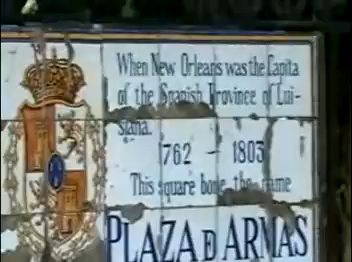 When New Orleans was the Capita
of the Spanish Province of Lui-
siana.
1762 - 1803
This square bore the name
PLAZA D ARMAS